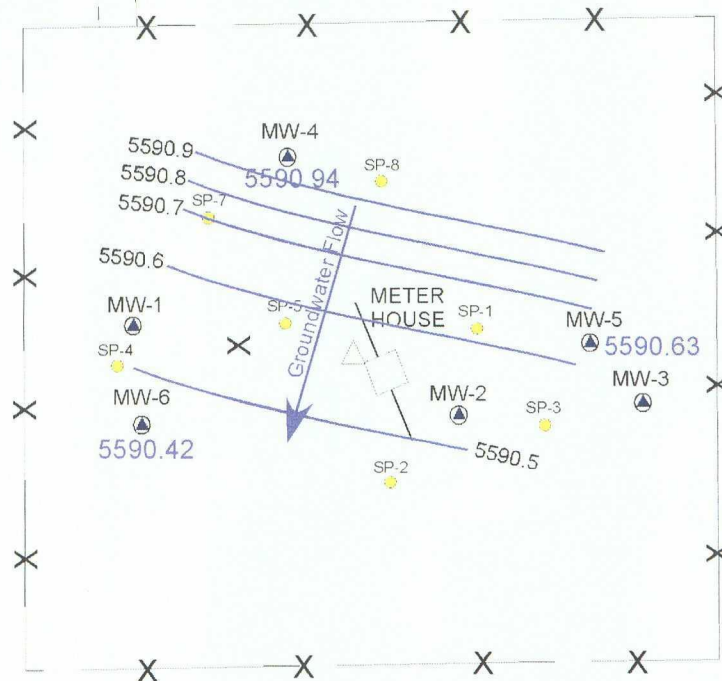 MW-4
5590.9
5590.94
SP-8
5590.8
5590.7
SP-7
Groundwater Flow
5590.6
METER
HOUSE
MW-1
SP-5
SP-1
MW-5
5590.63
SP-4
MW-3
MW-6
MW-2
SP-3
5590.42
5590.5
SP-2